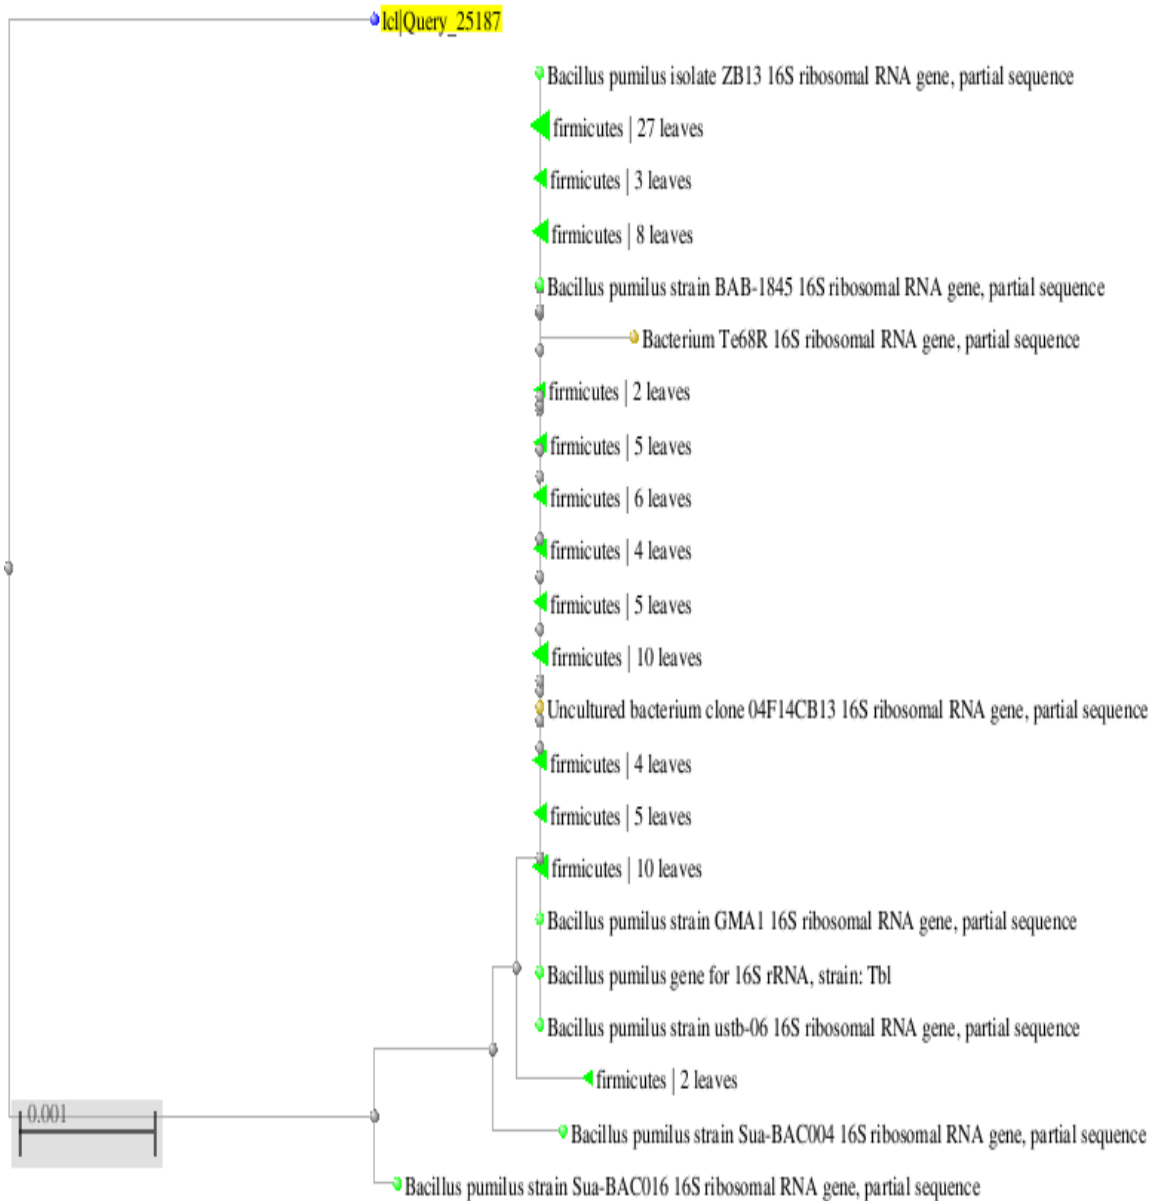 lcl|Query_25187
Bacillus pumilus isolate ZB13 16S ribosomal RNA gene, partial sequence
firmicutes | 27 leaves
firmicutes | 3 leaves
firmicutes | 8 leaves
Bacillus pumilus strain BAB-1845 16S ribosomal RNA gene, partial sequence
Bacterium Te68R 16S ribosomal RNA gene, partial sequence
firmicutes | 2 leaves
firmicutes | 5 leaves
firmicutes | 6 leaves
firmicutes | 4 leaves
firmicutes | 5 leaves
firmicutes | 10 leaves
Uncultured bacterium clone 04F14CB13 16S ribosomal RNA gene, partial sequence
firmicutes | 4 leaves
firmicutes | 5 leaves
firmicutes | 10 leaves
Bacillus pumilus strain GMA1 16S ribosomal RNA gene, partial sequence
Bacillus pumilus gene for 16S rRNA, strain: Tbl
Bacillus pumilus strain ustb-06 16S ribosomal RNA gene, partial sequence
firmicutes | 2 leaves
0.001
Bacillus pumilus strain Sua-BAC004 16S ribosomal RNA gene, partial sequence
Bacillus pumilus strain Sua-BAC016 16S ribosomal RNA gene, partial sequence